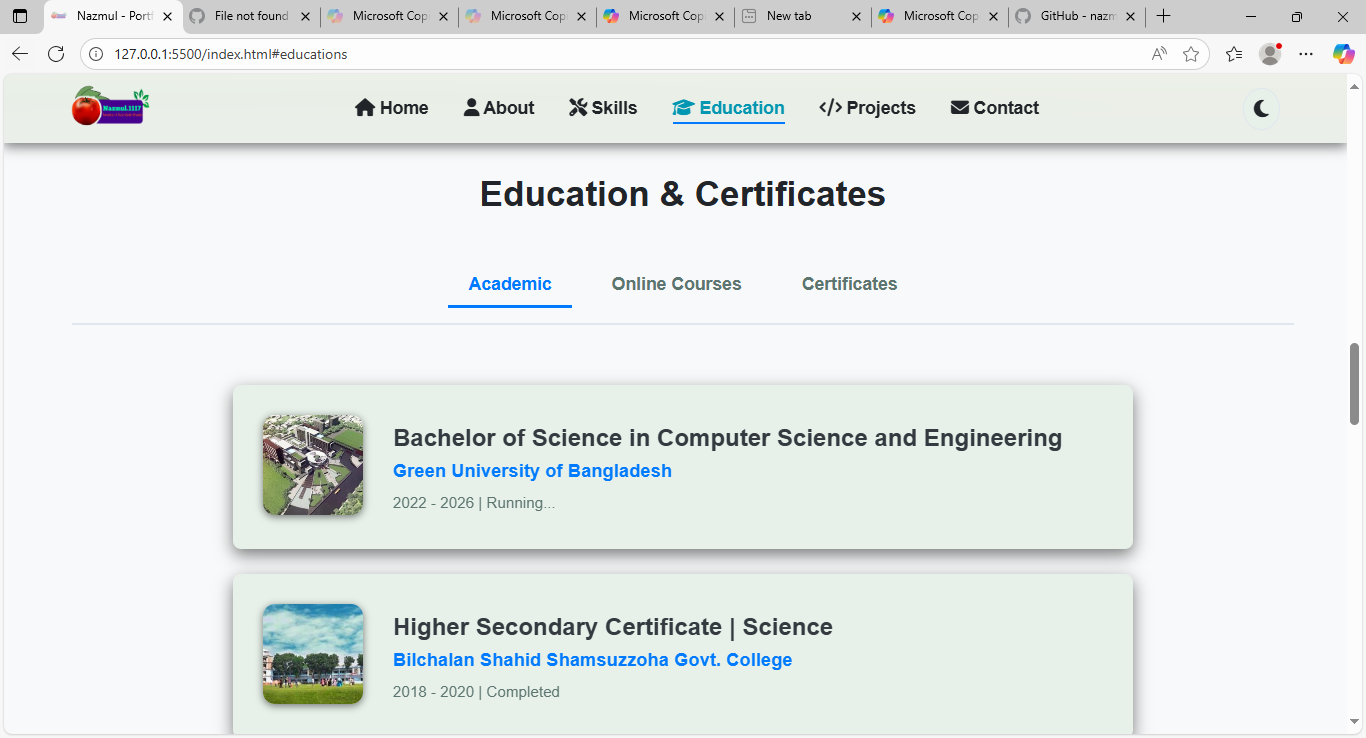 Nazmul - Portf
File not found
Microsoft Cop
Microsoft Cop
Microsoft Cop
New tab
Microsoft Cop
GitHub - nazm
127.0.0.1:5500/index.html#educations
Nazmul.1117
Home
About
Skills
Education
Projects
Contact
Education & Certificates
Academic
Online Courses
Certificates
Bachelor of Science in Computer Science and Engineering
Green University of Bangladesh
2022 - 2026 | Running...
Higher Secondary Certificate | Science
Bilchalan Shahid Shamsuzzoha Govt. College
2018 - 2020 | Completed